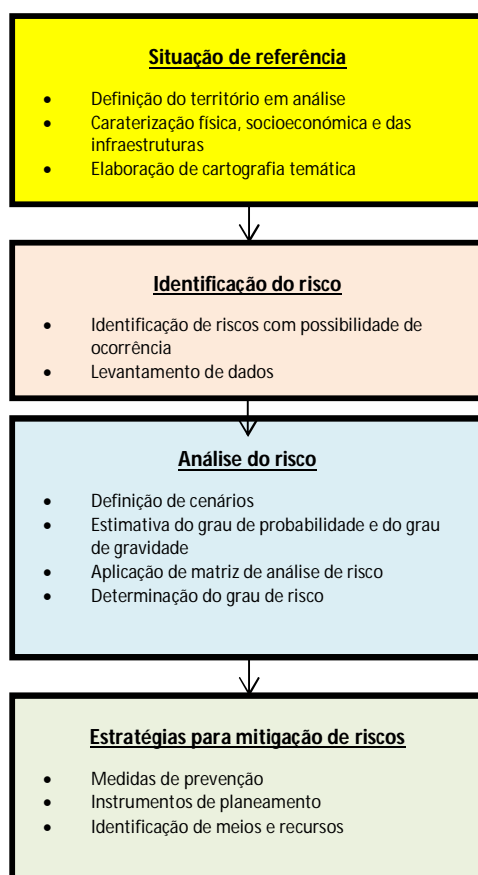 Situação de referência
• Definição do território em análise
• Caraterização física, socioeconómica e das
infraestruturas
• Elaboração de cartografia temática
Identificação do risco
• Identificação de riscos com possibilidade de
ocorrência
• Levantamento de dados
Análise do risco
• Definição de cenários
• Estimativa do grau de probabilidade e do grau
de gravidade
• Aplicação de matriz de análise de risco
• Determinação do grau de risco
Estratégias para mitigação de riscos
• Medidas de prevenção
• Instrumentos de planeamento
• Identificação de meios e recursos